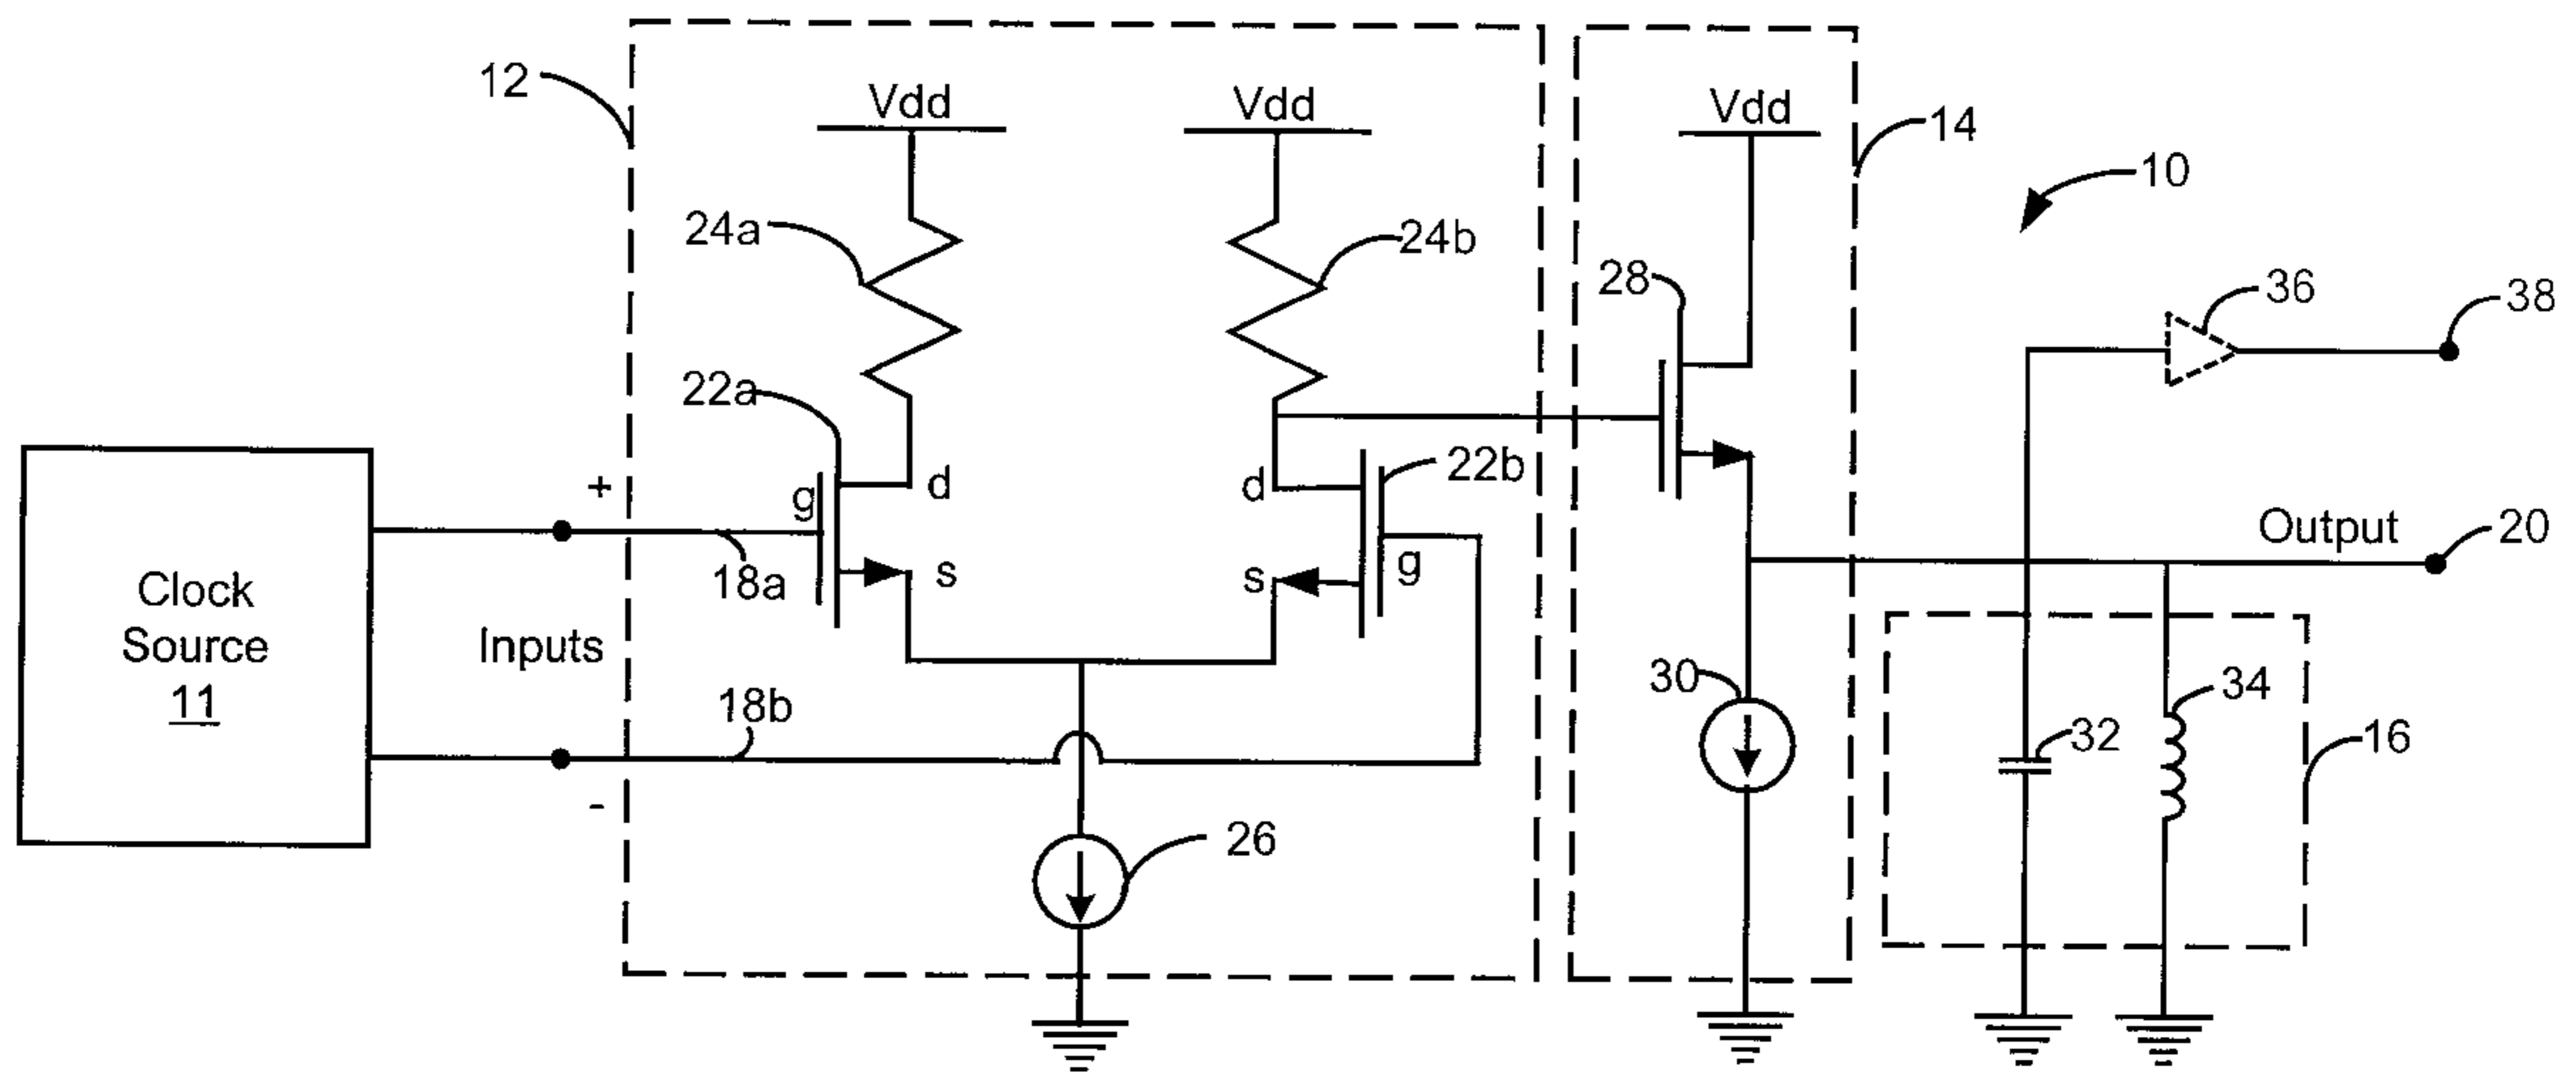 12
Vdd
Vdd
Vdd
14
10
24a
24b
28
36
38
22a
22b
+
g
d
d
g
s
s
18a
Output
20
Clock
Source
11
Inputs
18b
-
26
30
32
34
16